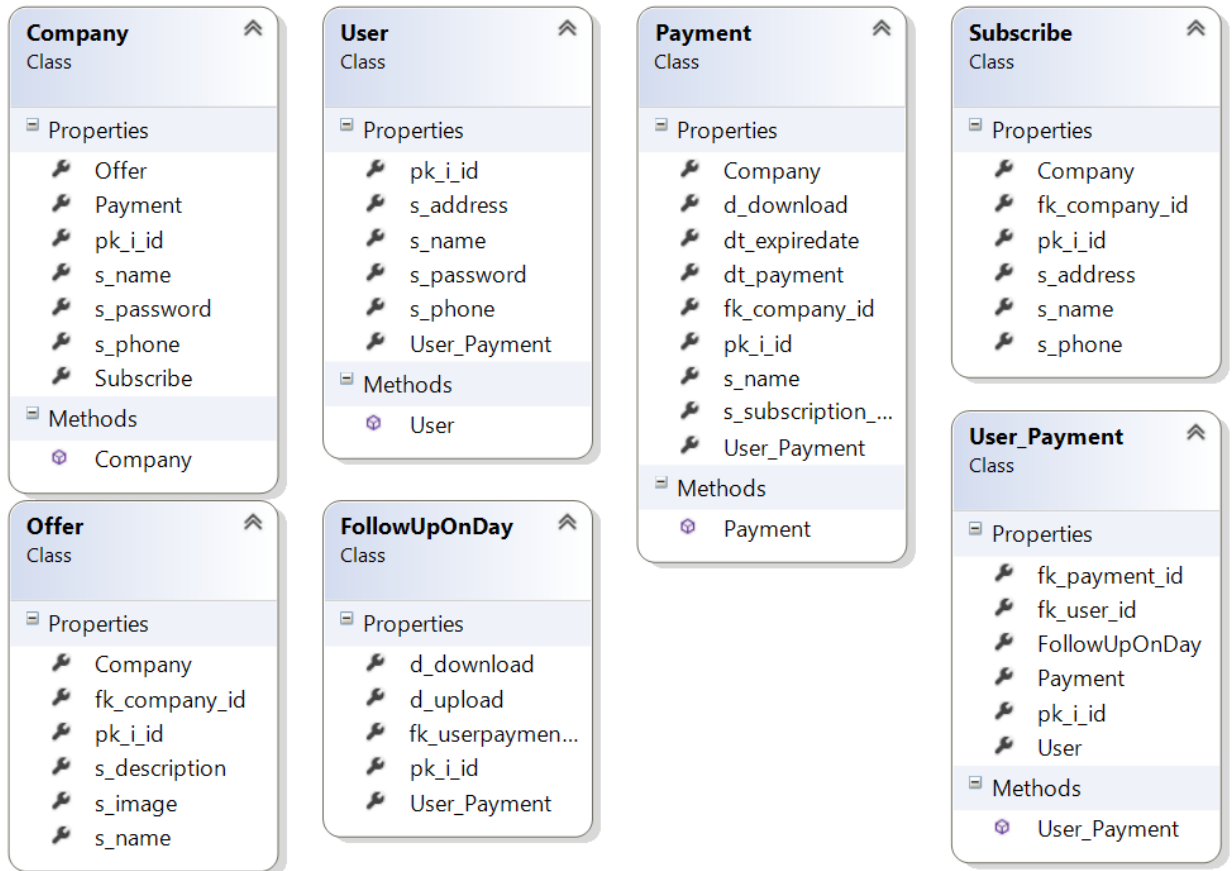 Company
Class
Properties
Offer
Payment
pk_i_id
s_name
s_password
s_phone
Subscribe
Methods
Company
User
Class
Properties
pk_i_id
s_address
s_name
s_password
s_phone
User_Payment
Methods
User
Payment
Class
Properties
Company
d_download
dt_expiredate
dt_payment
fk_company_id
pk_i_id
s_name
s_subscription_...
User_Payment
Methods
Payment
Subscribe
Class
Properties
Company
fk_company_id
pk_i_id
s_address
s_name
s_phone
Offer
Class
Properties
Company
fk_company_id
pk_i_id
s_description
s_image
s_name
FollowUpOnDay
Class
Properties
d_download
d_upload
fk_userpaymen...
pk_i_id
User_Payment
User_Payment
Class
Properties
fk_payment_id
fk_user_id
FollowUpOnDay
Payment
pk_i_id
User
Methods
User_Payment